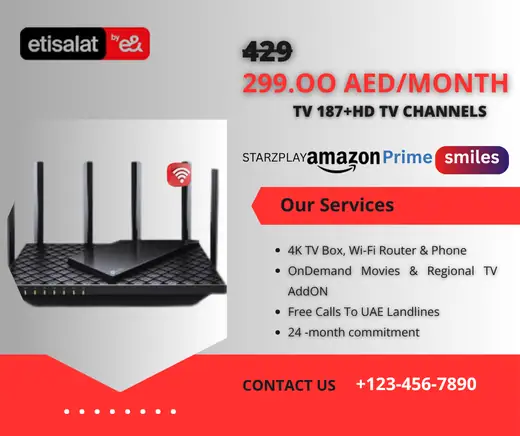 etisalat by e&
429
299.OO AED/MONTH
TV 187+HD TV CHANNELS
STARZPLAY amazon Prime smiles
Our Services
4K TV Box, Wi-Fi Router & Phone
OnDemand Movies & Regional TV
AddON
Free Calls To UAE Landlines
24 -month commitment
CONTACT US +123-456-7890